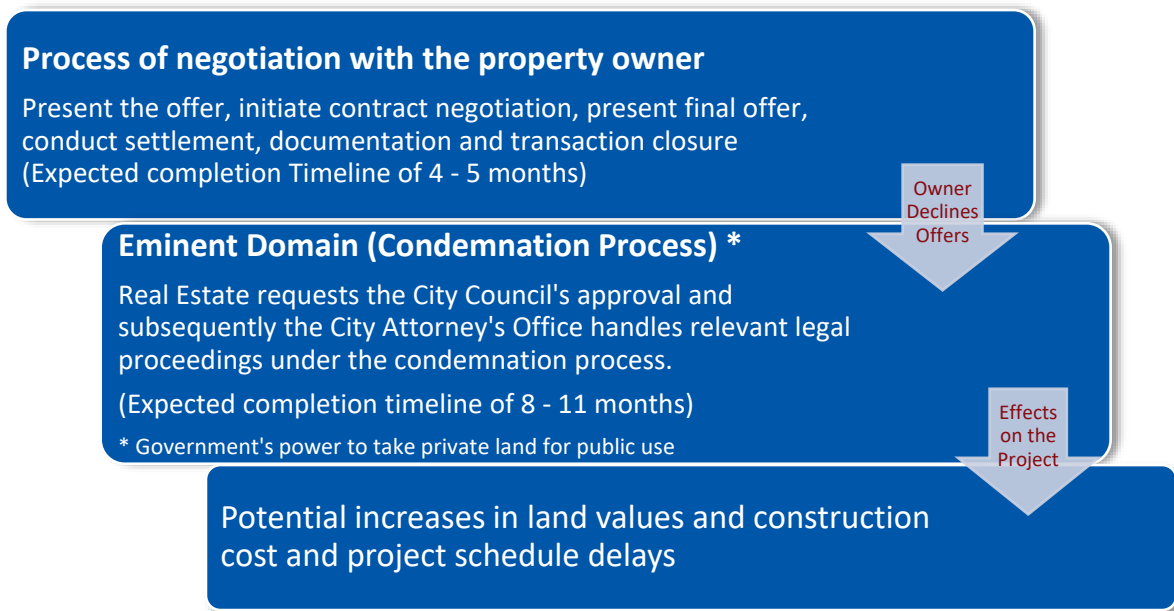 Process of negotiation with the property owner
Present the offer, initiate contract negotiation, present final offer,
conduct settlement, documentation and transaction closure
(Expected completion Timeline of 4 - 5 months)
Owner
Declines
Offers
Eminent Domain (Condemnation Process) *
Real Estate requests the City Council's approval and
subsequently the City Attorney's Office handles relevant legal
proceedings under the condemnation process.
(Expected completion timeline of 8 - 11 months)
* Government's power to take private land for public use
Effects
on the
Project
Potential increases in land values and construction
cost and project schedule delays